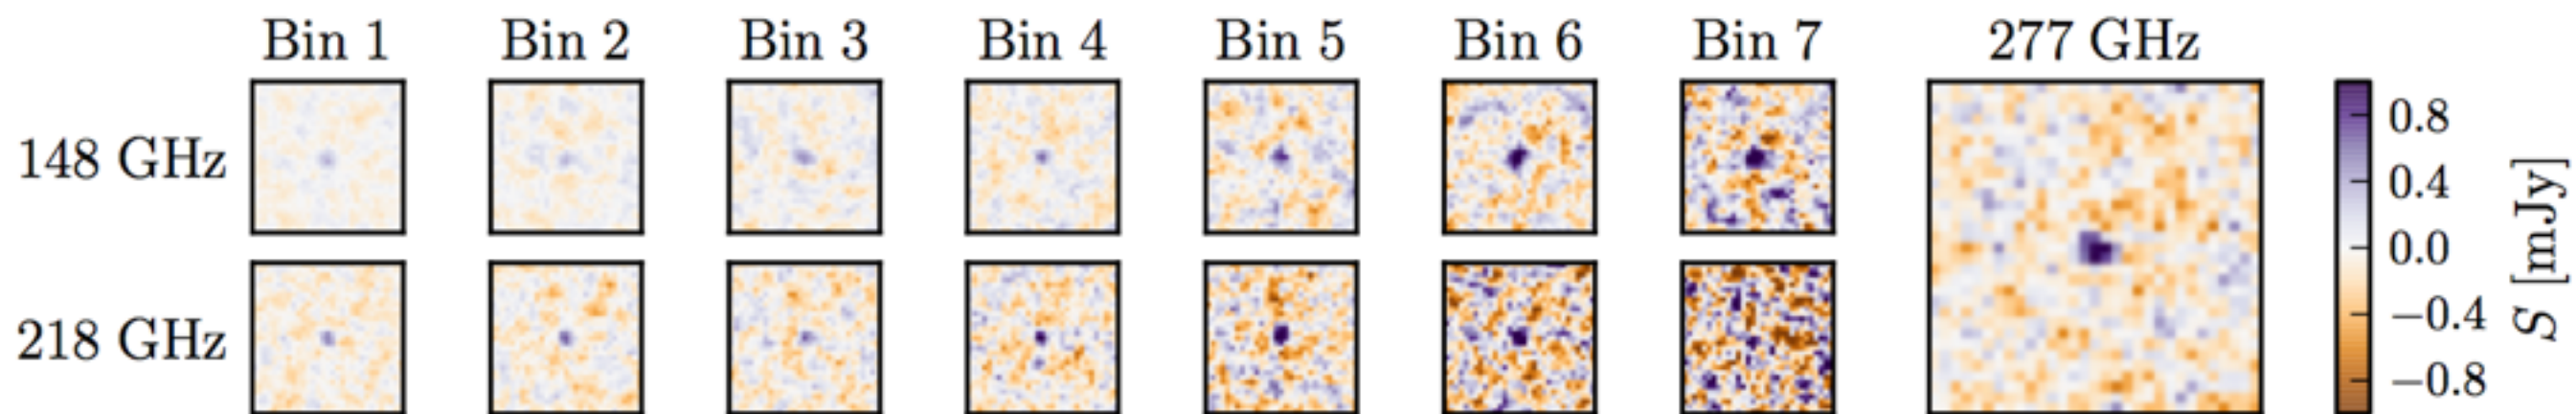 Bin 1 Bin 2 Bin 3 Bin 4 Bin 5 Bin 6 Bin 7 277 GHz
148 GHz
218 GHz
0.8
0.4
0.0
−0.4
−0.8
S [mJy]